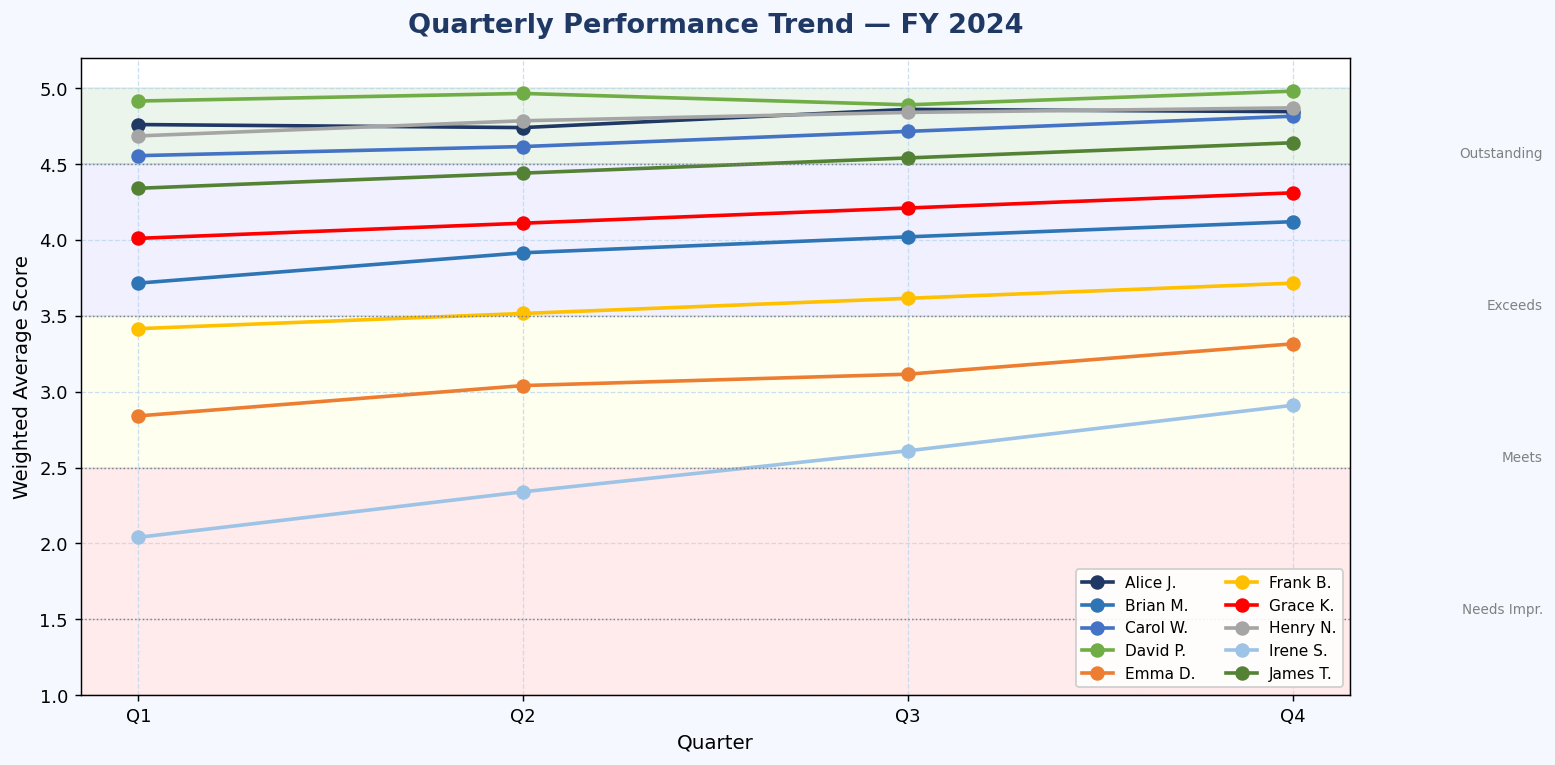 Quarterly Performance Trend — FY 2024
Weighted Average Score
5.0
4.5
4.0
3.5
3.0
2.5
2.0
1.5
1.0
Outstanding
Exceeds
Meets
Needs Impr.
Alice J.
Brian M.
Carol W.
David P.
Emma D.
Frank B.
Grace K.
Henry N.
Irene S.
James T.
Q1
Q2
Q3
Q4
Quarter